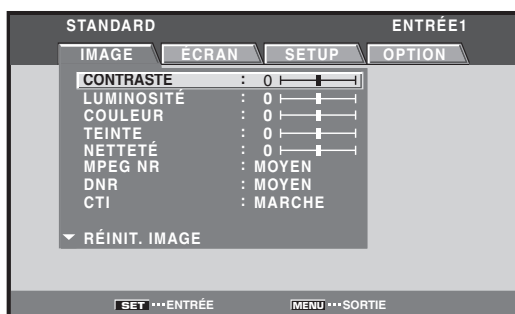 STANDARD ENTRÉE1
IMAGE ÉCRAN SETUP OPTION
CONTRASTE : 0
LUMINOSITÉ : 0
COULEUR : 0
TEINTE : 0
NETTETÉ : 0
MPEG NR : MOYEN
DNR : MOYEN
CTI : MARCHE
RÉINIT. IMAGE
SET ••• ENTRÉE MENU ••• SORTIE